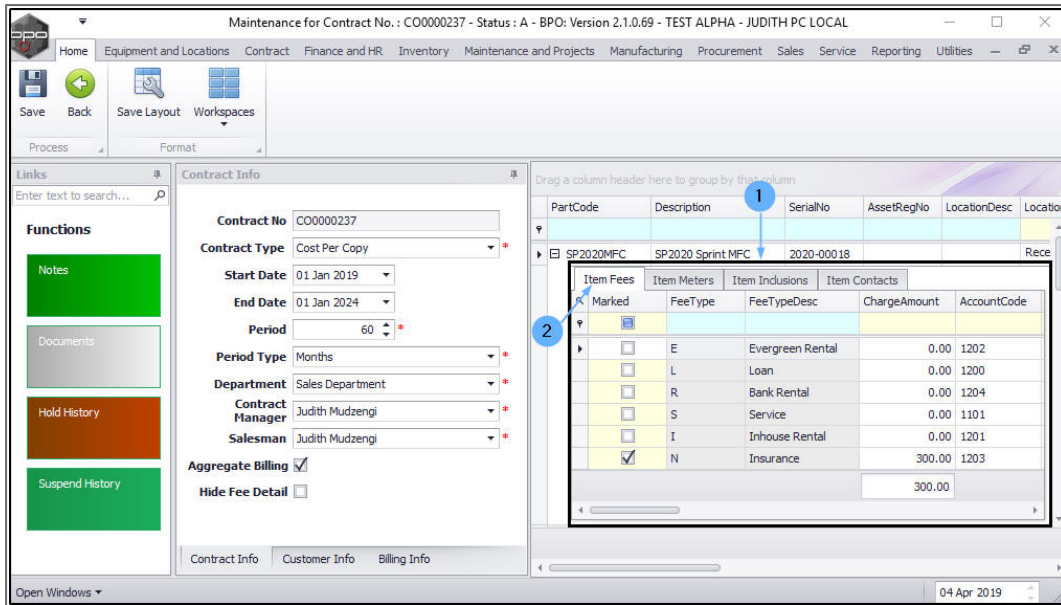 Maintenance for Contract No. : CO0000237 - Status : A - BPO: Version 2.1.0.69 - TEST ALPHA - JUDITH PC LOCAL
bpo
Home Equipment and Locations Contract Finance and HR Inventory Maintenance and Projects Manufacturing Procurement Sales Service Reporting Utilities
Save Back Save Layout Workspaces
Process Format
Links
Enter text to search...
Functions
Notes
Documents
Hold History
Suspend History
Contract Info
Contract No CO0000237
Contract Type Cost Per Copy *
Start Date 01 Jan 2019
End Date 01 Jan 2024
Period 60 *
Period Type Months *
Department Sales Department *
Contract Manager Judith Mudzengi *
Salesman Judith Mudzengi *
Aggregate Billing
Hide Fee Detail
Contract Info Customer Info Billing Info
Drag a column header here to group by that column
1
PartCode Description SerialNo AssetRegNo LocationDesc Locatio
SP2020MFC SP2020 Sprint MFC 2020-00018 Rece
Item Fees Item Meters Item Inclusions Item Contacts
2
Marked FeeType FeeTypeDesc ChargeAmount AccountCode
E Evergreen Rental 0.00 1202
L Loan 0.00 1200
R Bank Rental 0.00 1204
S Service 0.00 1101
I Inhouse Rental 0.00 1201
N Insurance 300.00 1203
300.00
Open Windows 04 Apr 2019